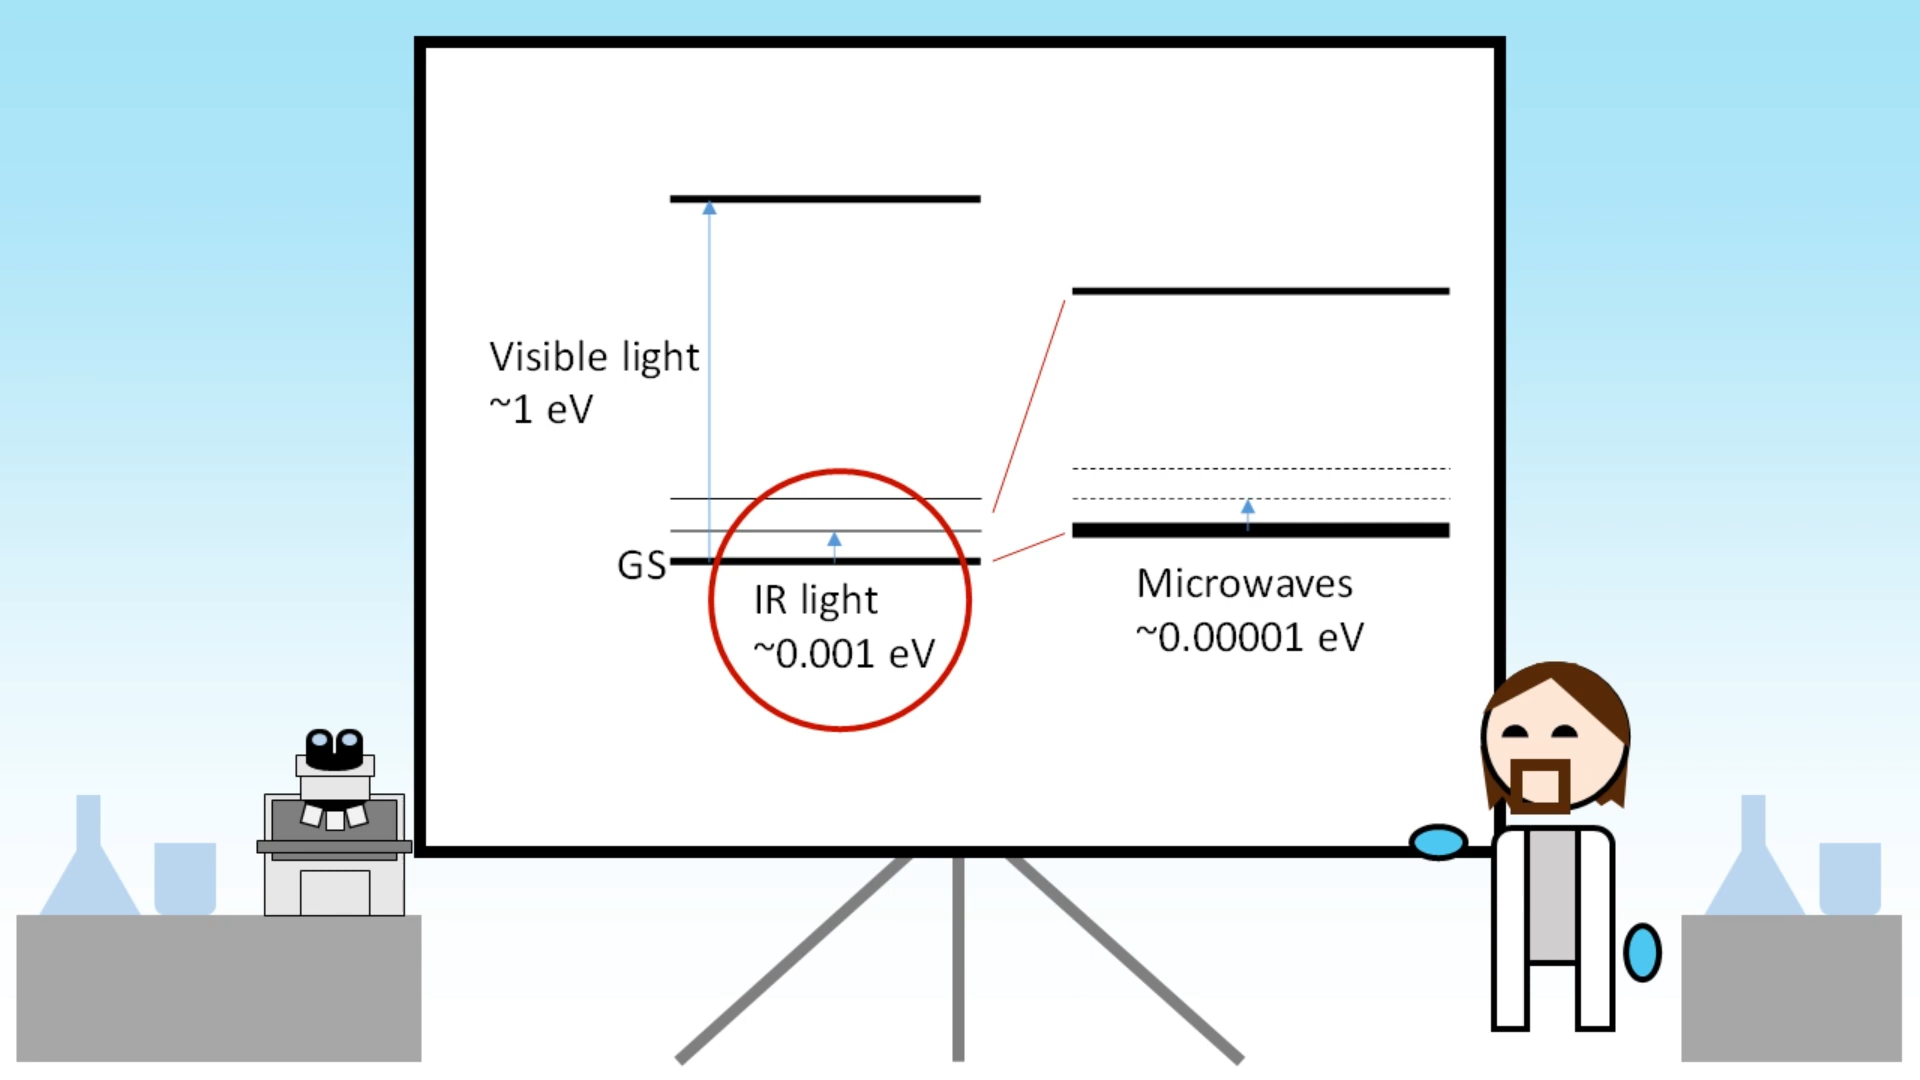 Visible light
~1 eV
GS
IR light
~0.001 eV
Microwaves
~0.00001 eV